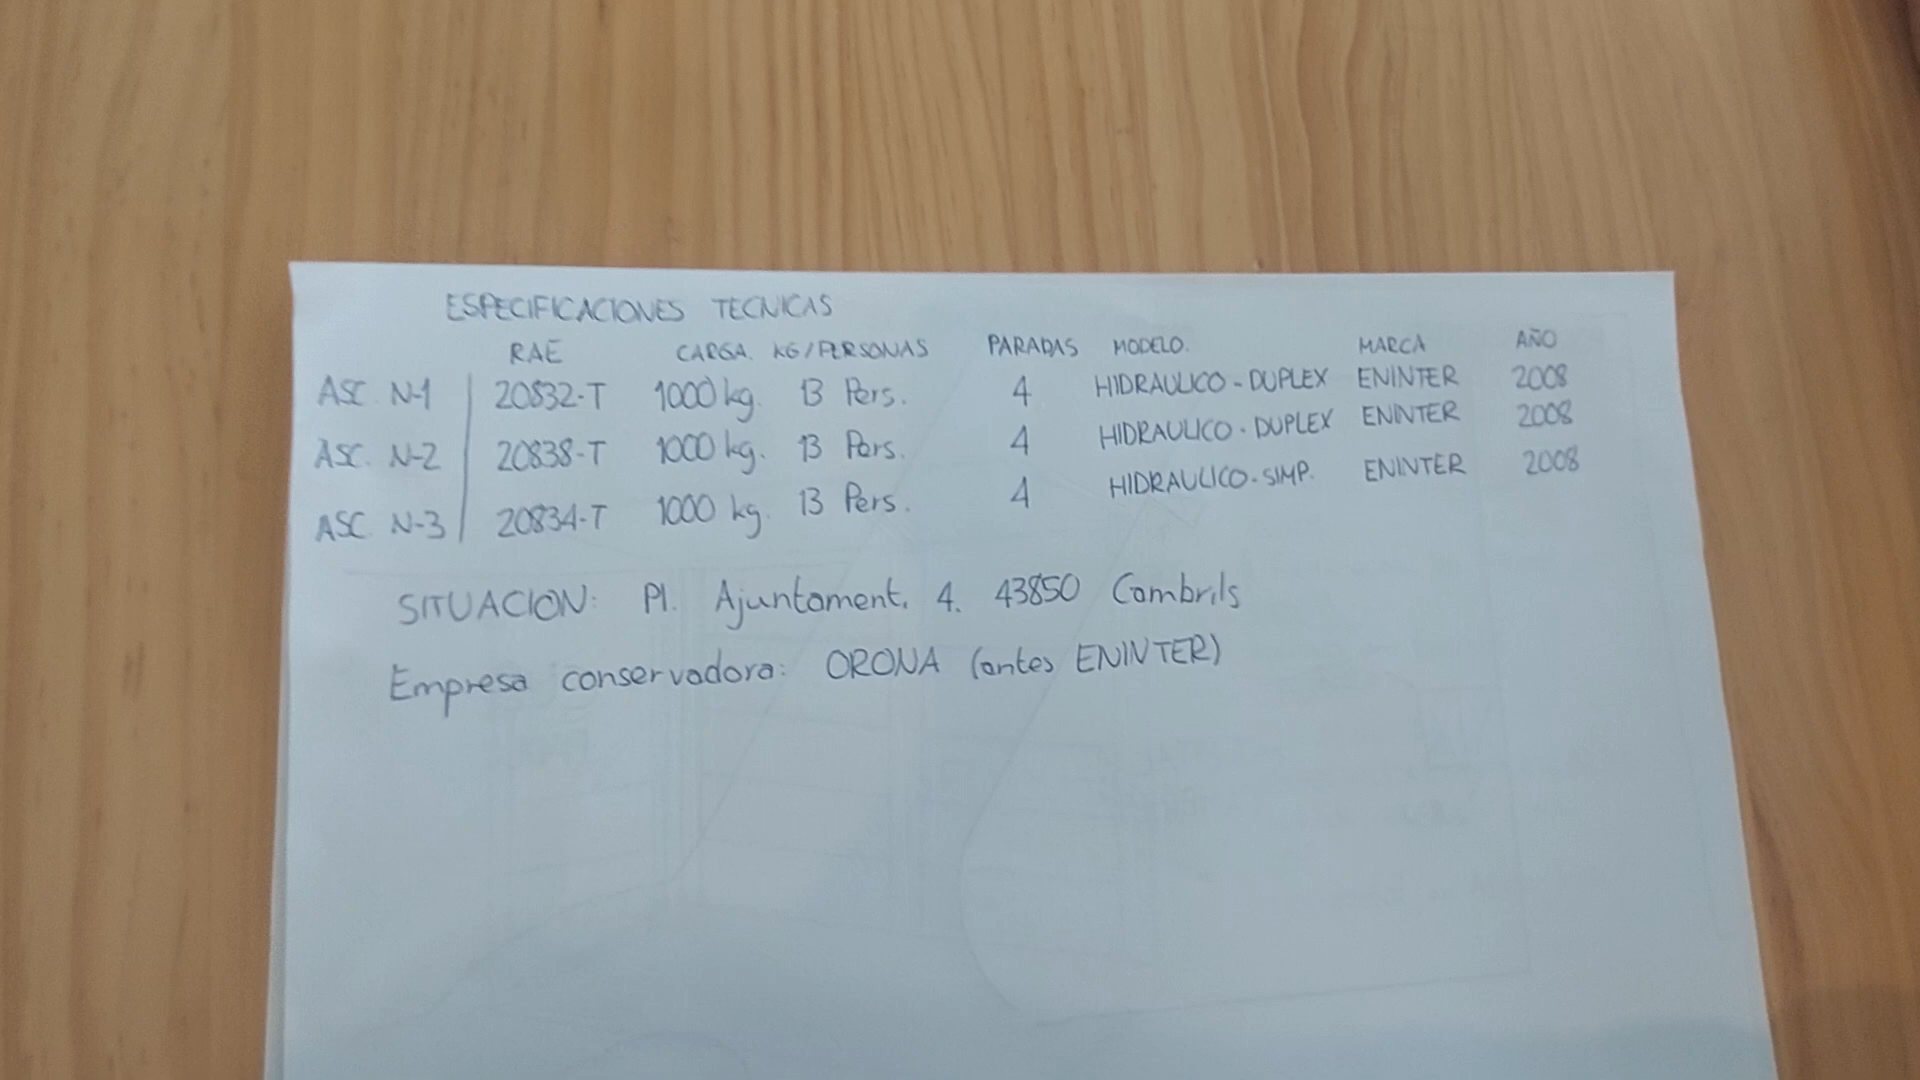 ESPECIFICACIONES TECNICAS
RAE CARGA. KG/PERSONAS PARADAS MODELO. MARCA AÑO
ASC. N-1 20832-T 1000 kg. 13 Pers. 4 HIDRAULICO-DUPLEX ENINTER 2008
ASC. N-2 20838-T 1000 kg. 13 Pers. 4 HIDRAULICO-DUPLEX ENINTER 2008
ASC. N-3 20834-T 1000 kg. 13 Pers. 4 HIDRAULICO-SIMP. ENINTER 2008
SITUACION: Pl. Ajuntament. 4. 43850 Cambrils
Empresa conservadora: ORONA (antes ENINTER)